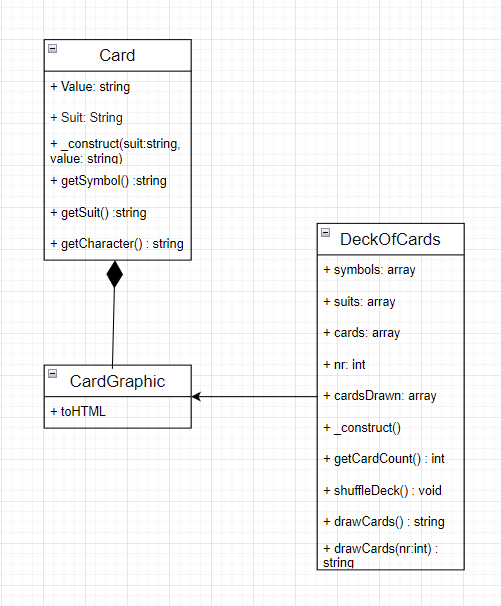 Card
+ Value: string
+ Suit: String
+ _construct(suit:string,
value: string)
+ getSymbol() :string
+ getSuit() :string
+ getCharacter() : string
CardGraphic
+ toHTML
DeckOfCards
+ symbols: array
+ suits: array
+ cards: array
+ nr: int
+ cardsDrawn: array
+ _construct()
+ getCardCount() : int
+ shuffleDeck() : void
+ drawCards() : string
+ drawCards(nr:int) :
string